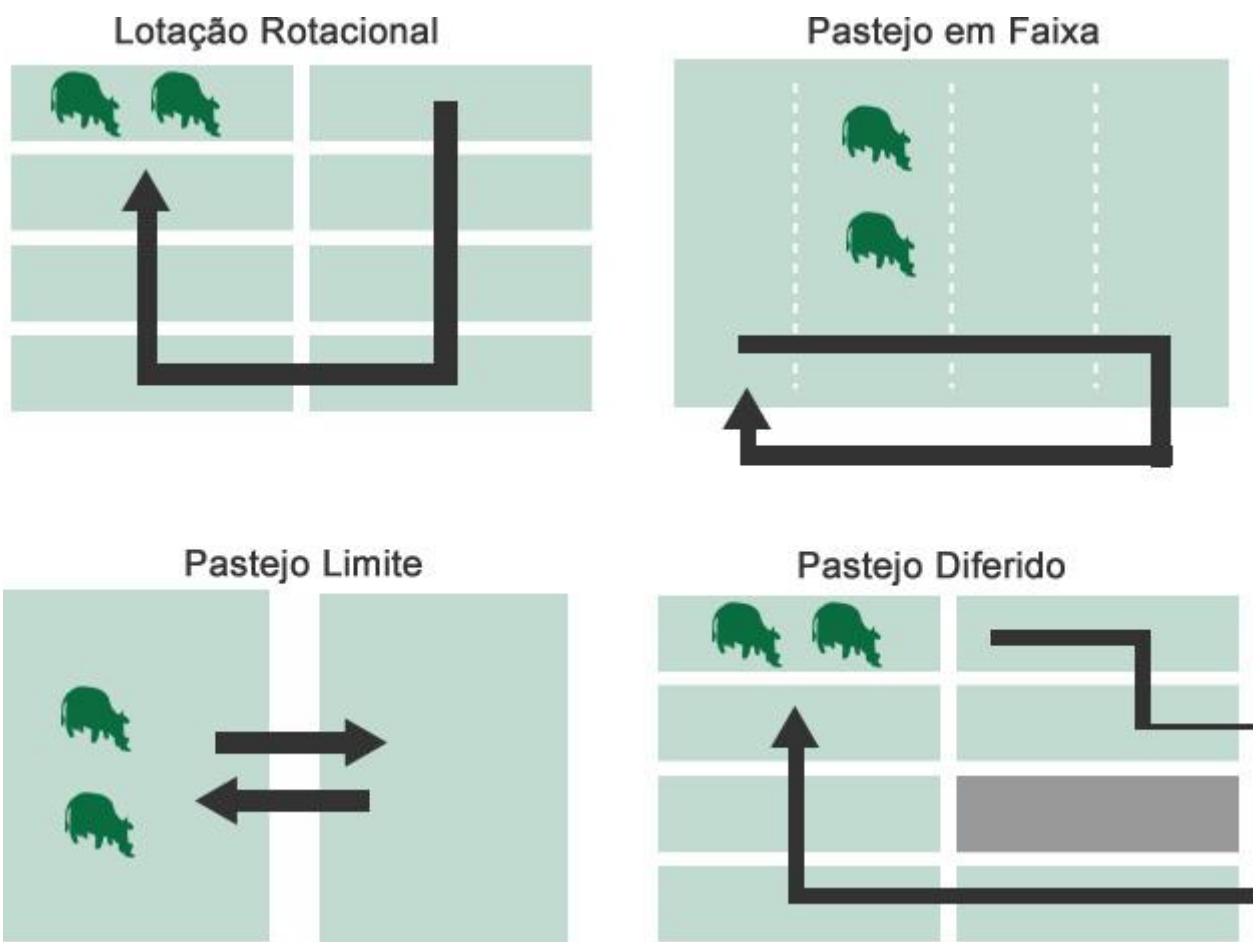 Lotação Rotacional
Pastejo em Faixa
Pastejo Limite
Pastejo Diferido